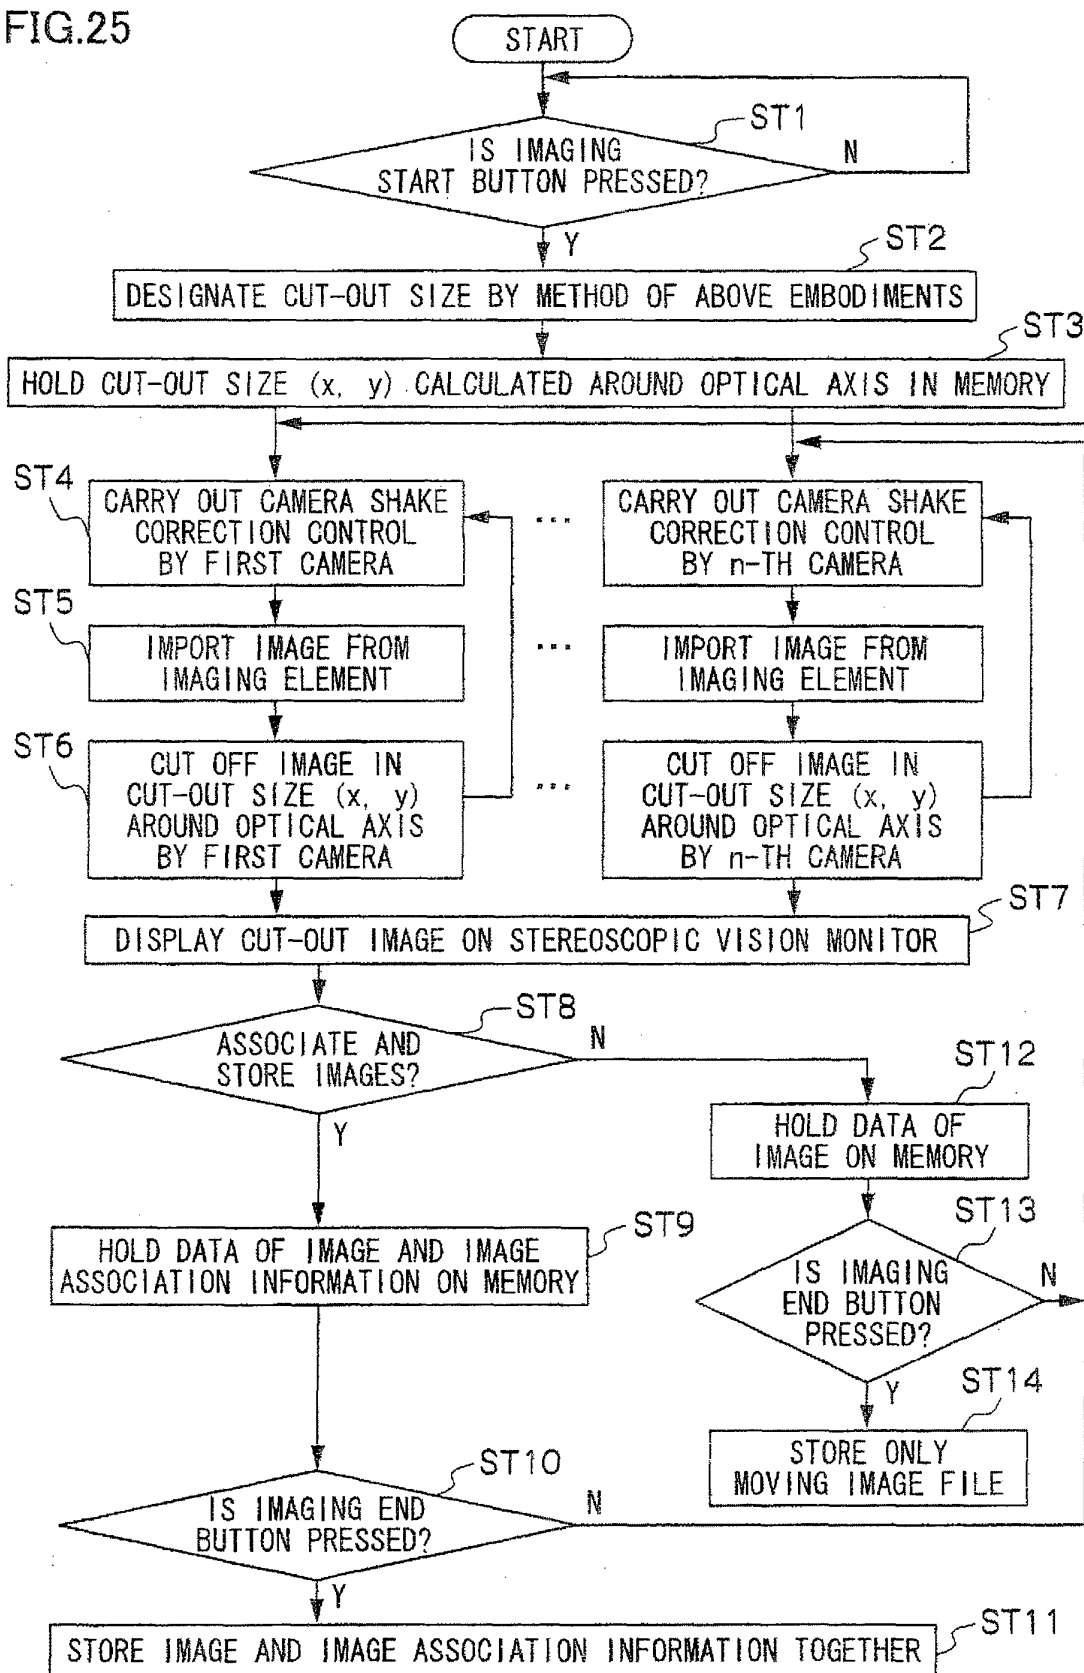 FIG.25
START
ST1
IS IMAGING
START BUTTON PRESSED?
N
Y
ST2
DESIGNATE CUT-OUT SIZE BY METHOD OF ABOVE EMBODIMENTS
ST3
HOLD CUT-OUT SIZE (x, y) CALCULATED AROUND OPTICAL AXIS IN MEMORY
ST4
CARRY OUT CAMERA SHAKE
CORRECTION CONTROL
BY FIRST CAMERA
...
CARRY OUT CAMERA SHAKE
CORRECTION CONTROL
BY n-TH CAMERA
ST5
IMPORT IMAGE FROM
IMAGING ELEMENT
...
IMPORT IMAGE FROM
IMAGING ELEMENT
ST6
CUT OFF IMAGE IN
CUT-OUT SIZE (x, y)
AROUND OPTICAL AXIS
BY FIRST CAMERA
...
CUT OFF IMAGE IN
CUT-OUT SIZE (x, y)
AROUND OPTICAL AXIS
BY n-TH CAMERA
ST7
DISPLAY CUT-OUT IMAGE ON STEREOSCOPIC VISION MONITOR
ST8
ASSOCIATE AND
STORE IMAGES?
N
Y
ST12
HOLD DATA OF
IMAGE ON MEMORY
ST9
HOLD DATA OF IMAGE AND IMAGE
ASSOCIATION INFORMATION ON MEMORY
ST13
IS IMAGING
END BUTTON
PRESSED?
N
Y
ST14
STORE ONLY
MOVING IMAGE FILE
ST10
IS IMAGING END
BUTTON PRESSED?
N
Y
ST11
STORE IMAGE AND IMAGE ASSOCIATION INFORMATION TOGETHER